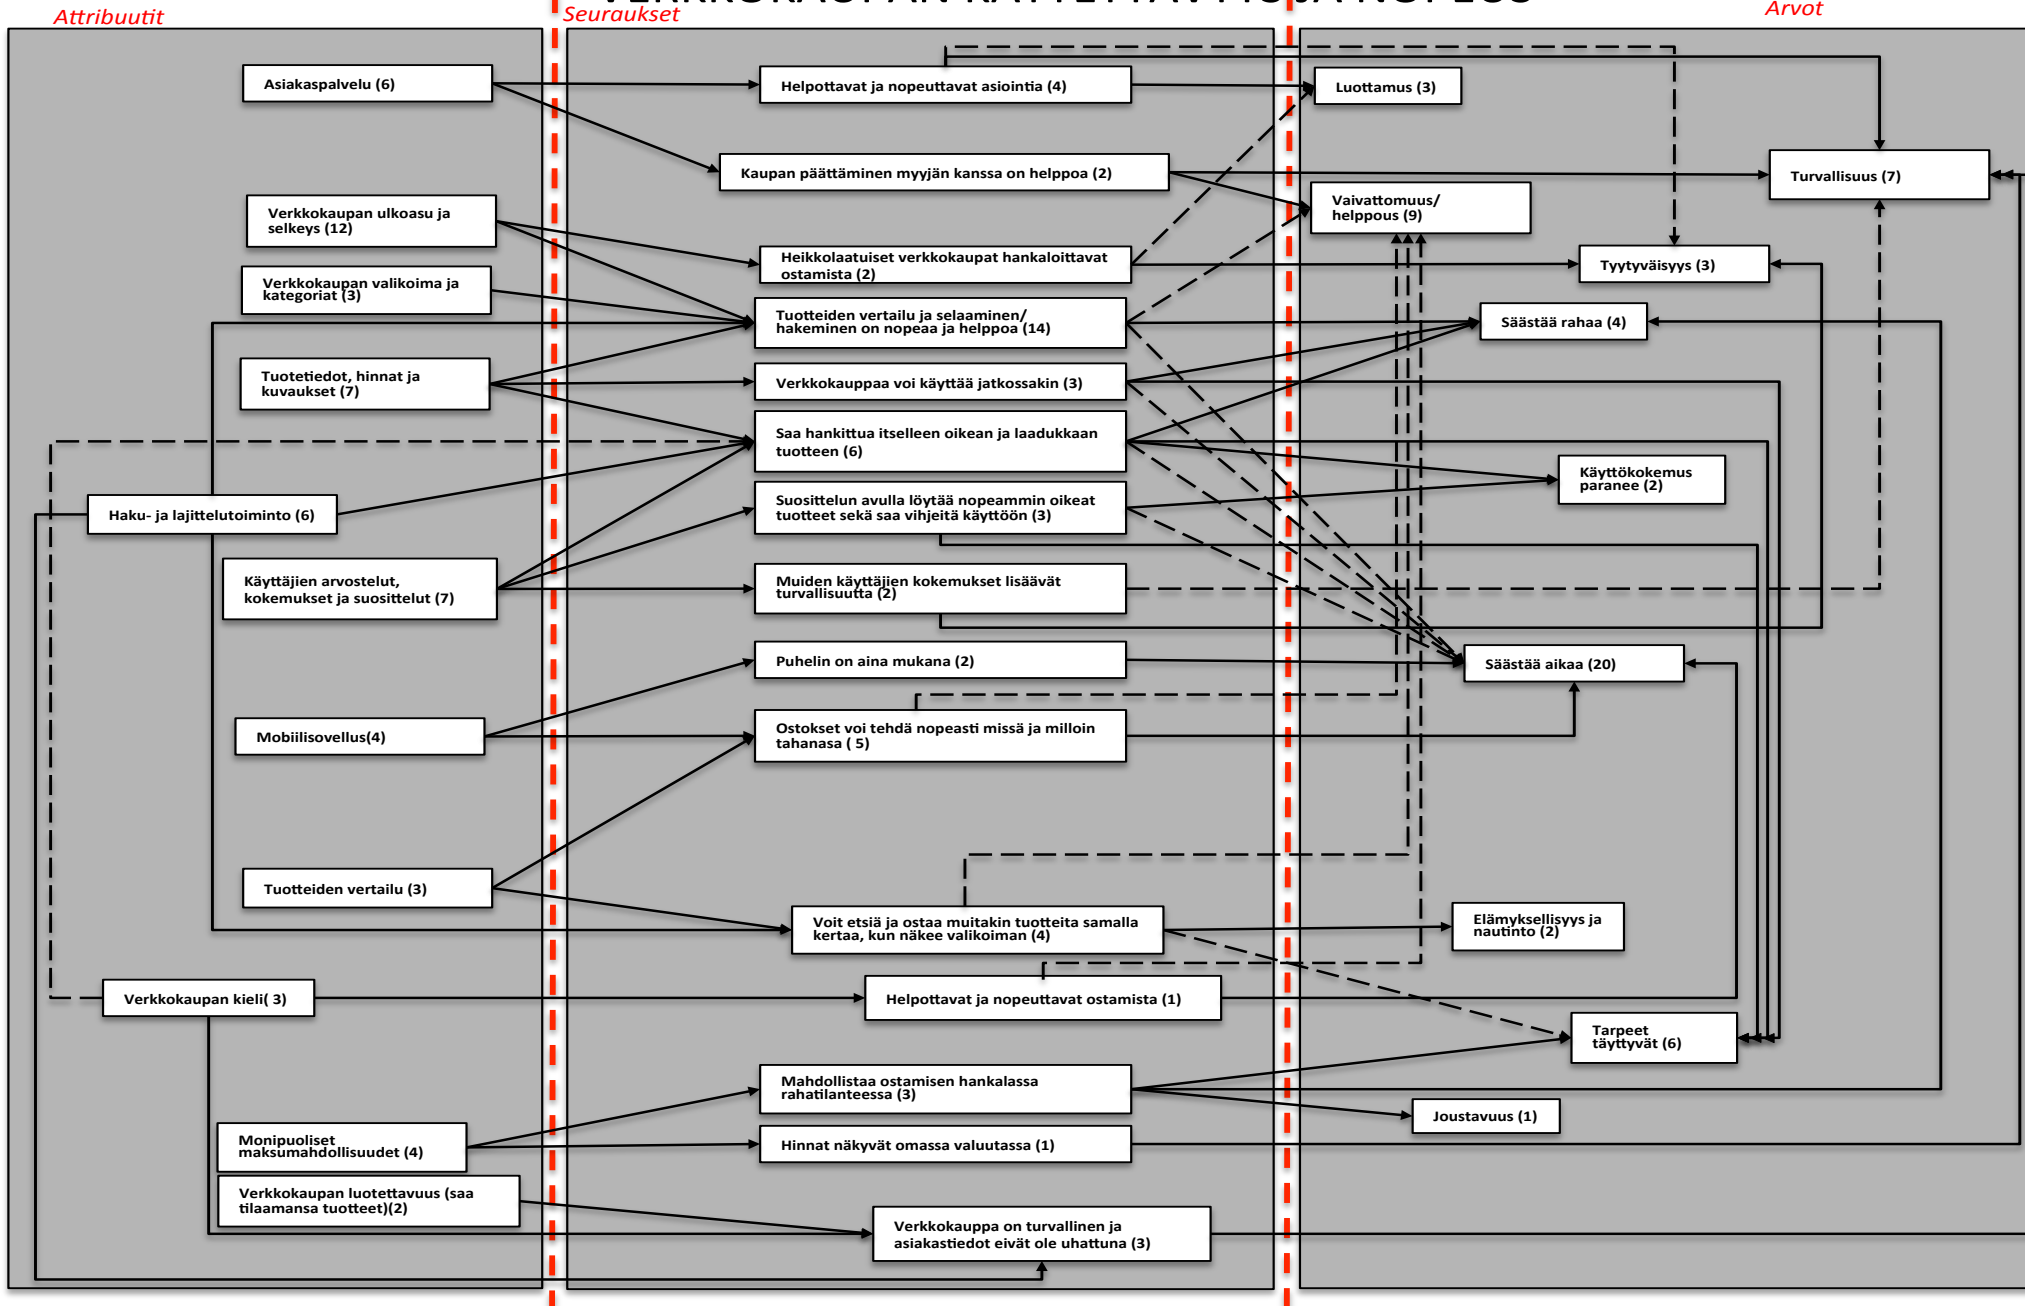 VERKKOKAUPAN KÄYTETTÄVYYS JA NOPEUS
Attribuutit
Asiakaspalvelu (6)
Verkkokaupan ulkoasu ja
selkeys (12)
Verkkokaupan valikoima ja
kategoriat (3)
Tuotetiedot, hinnat ja
kuvaukset (7)
Haku- ja lajittelutoiminto (6)
Käyttäjien arvostelut,
kokemukset ja suosittelut (7)
Mobiilisovellus(4)
Tuotteiden vertailu (3)
Verkkokaupan kieli( 3)
Monipuoliset
maksumahdollisuudet (4)
Verkkokaupan luotettavuus (saa
tilaamansa tuotteet)(2)
Seuraukset
Helpottavat ja nopeuttavat asiointia (4)
Kaupan päättäminen myyjän kanssa on helppoa (2)
Heikkolaatuiset verkkokaupat hankaloittavat
ostamista (2)
Tuotteiden vertailu ja selaaminen/
hakeminen on nopeaa ja helppoa (14)
Verkkokauppaa voi käyttää jatkossakin (3)
Saa hankittua itselleen oikean ja laadukkaan
tuotteen (6)
Suosittelun avulla löytää nopeammin oikeat
tuotteet sekä saa vihjeitä käyttöön (3)
Muiden käyttäjien kokemukset lisäävät
turvallisuutta (2)
Puhelin on aina mukana (2)
Ostokset voi tehdä nopeasti missä ja milloin
tahanasa ( 5)
Voit etsiä ja ostaa muitakin tuotteita samalla
kertaa, kun näkee valikoiman (4)
Helpottavat ja nopeuttavat ostamista (1)
Mahdollistaa ostamisen hankalassa
rahatilanteessa (3)
Hinnat näkyvät omassa valuutassa (1)
Verkkokauppa on turvallinen ja
asiakastiedot eivät ole uhattuna (3)
Arvot
Luottamus (3)
Turvallisuus (7)
Vaivattomuus/
helppous (9)
Tyytyväisyys (3)
Säästää rahaa (4)
Käyttökokemus
paranee (2)
Säästää aikaa (20)
Elämyksellisyys ja
nautinto (2)
Tarpeet
täyttyvät (6)
Joustavuus (1)